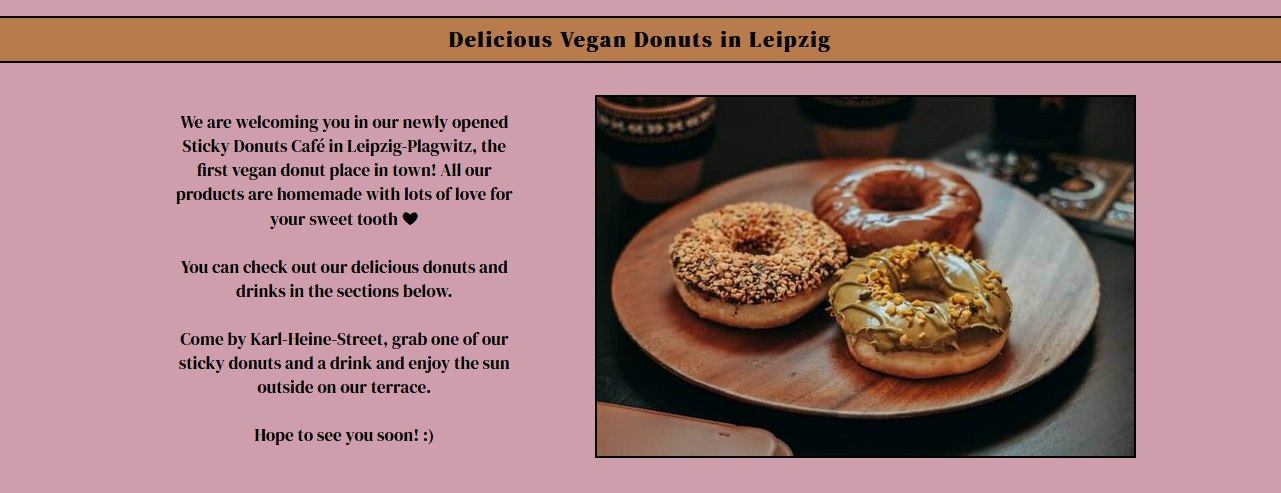 Delicious Vegan Donuts in Leipzig
We are welcoming you in our newly opened
Sticky Donuts Café in Leipzig-Plagwitz, the
first vegan donut place in town! All our
products are homemade with lots of love for
your sweet tooth ♥
You can check out our delicious donuts and
drinks in the sections below.
Come by Karl-Heine-Street, grab one of our
sticky donuts and a drink and enjoy the sun
outside on our terrace.
Hope to see you soon! :)